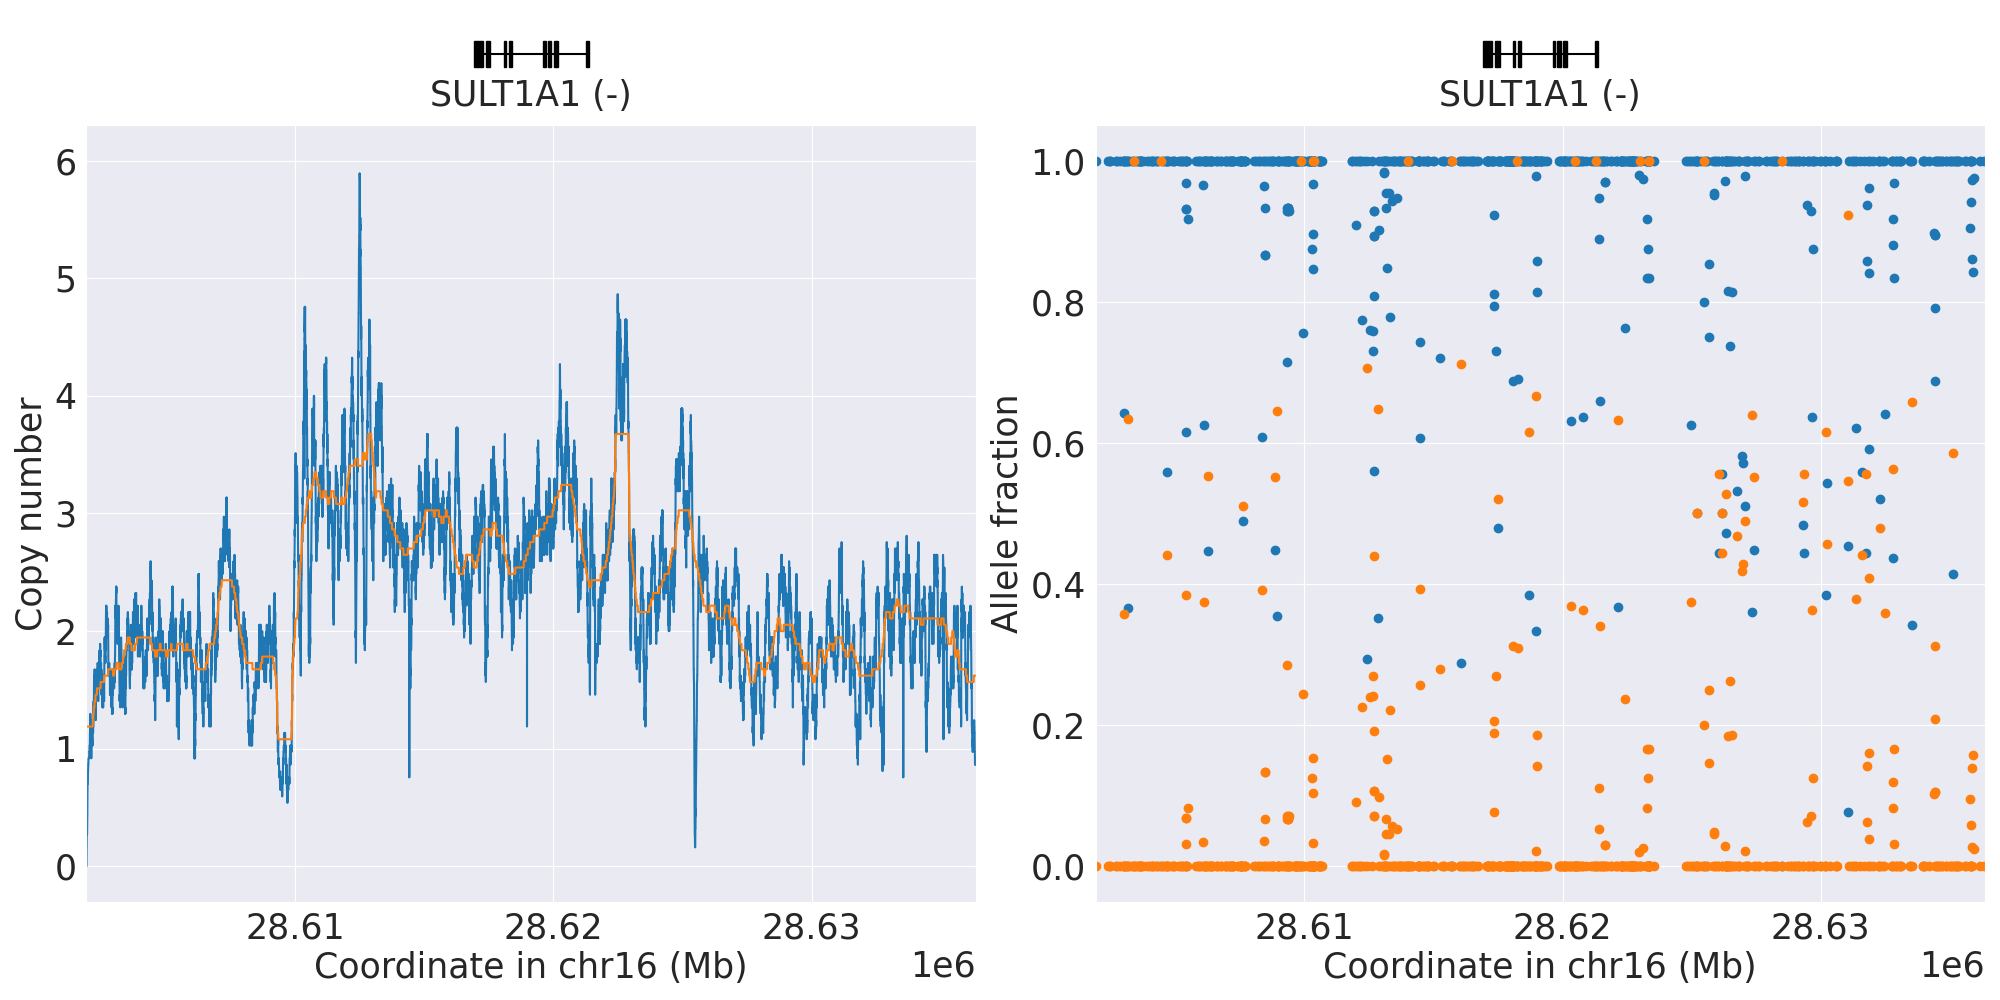 SULT1A1 (-)
Copy number
6
5
4
3
2
1
0
28.61
28.62
28.63
Coordinate in chr16 (Mb)
1e6
SULT1A1 (-)
Allele fraction
1.0
0.8
0.6
0.4
0.2
0.0
28.61
28.62
28.63
Coordinate in chr16 (Mb)
1e6